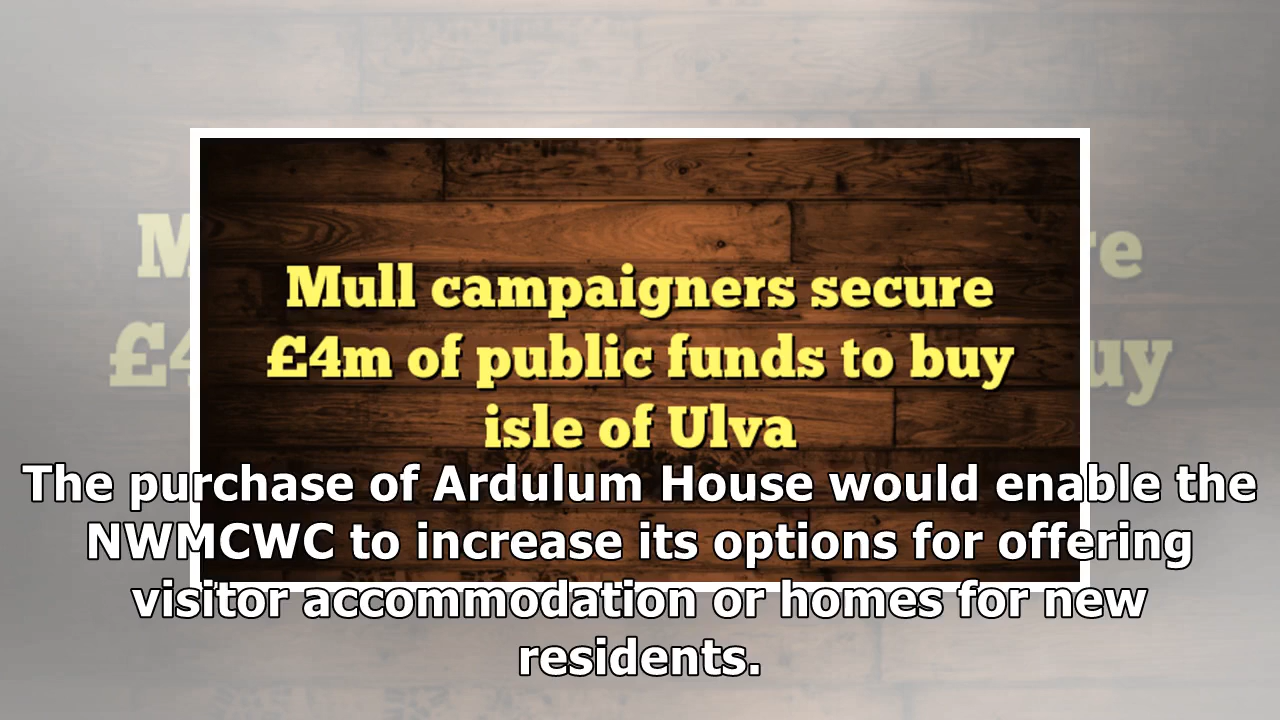 Mull campaigners secure
£4m of public funds to buy
isle of Ulva
The purchase of Ardulum House would enable the
NWMCWC to increase its options for offering
visitor accommodation or homes for new
residents.